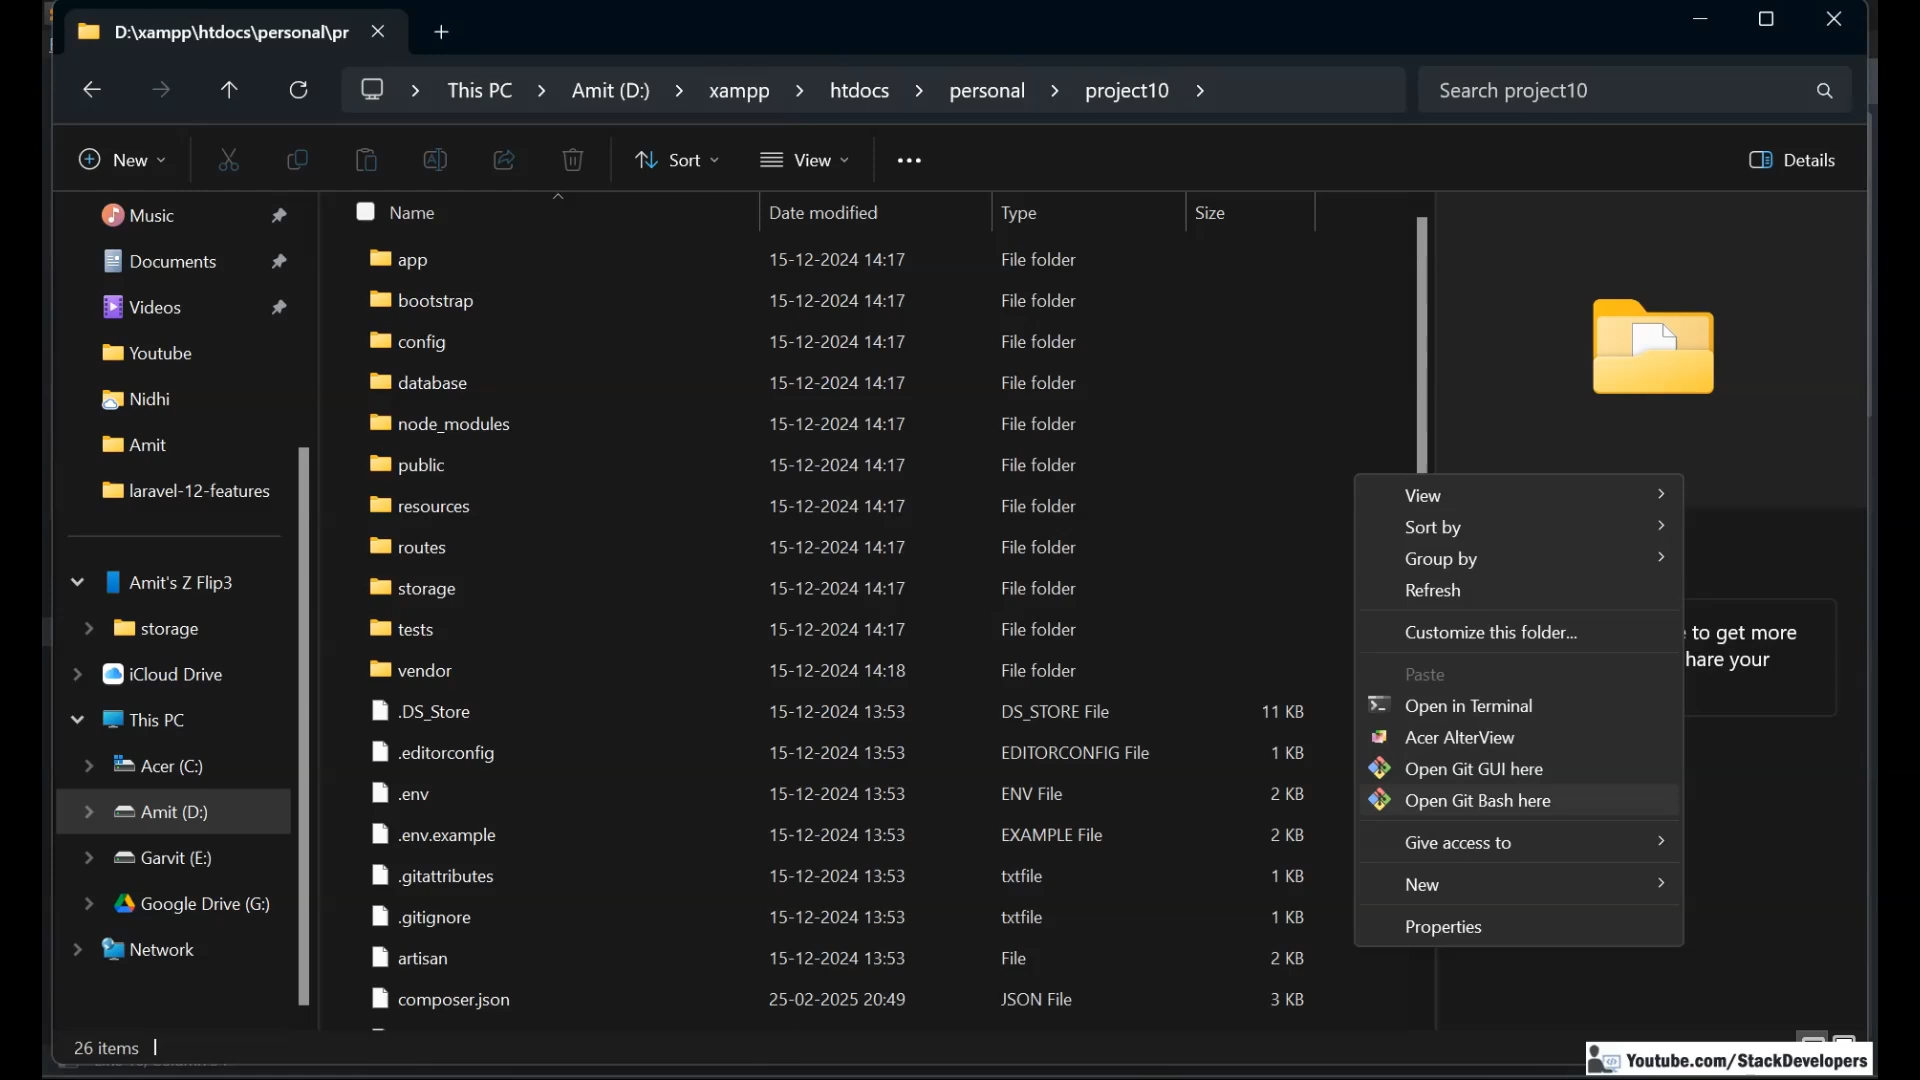 D:\xampp\htdocs\personal\pr
This PC Amit (D:) xampp htdocs personal project10
Search project10
New Sort View Details
Name Date modified Type Size
Music
Documents
Videos
Youtube
Nidhi
Amit
laravel-12-features
Amit's Z Flip3
storage
iCloud Drive
This PC
Acer (C:)
Amit (D:)
Garvit (E:)
Google Drive (G:)
Network
app 15-12-2024 14:17 File folder
bootstrap 15-12-2024 14:17 File folder
config 15-12-2024 14:17 File folder
database 15-12-2024 14:17 File folder
node_modules 15-12-2024 14:17 File folder
public 15-12-2024 14:17 File folder
resources 15-12-2024 14:17 File folder
routes 15-12-2024 14:17 File folder
storage 15-12-2024 14:17 File folder
tests 15-12-2024 14:17 File folder
vendor 15-12-2024 14:18 File folder
.DS_Store 15-12-2024 13:53 DS_STORE File 11 KB
.editorconfig 15-12-2024 13:53 EDITORCONFIG File 1 KB
.env 15-12-2024 13:53 ENV File 2 KB
.env.example 15-12-2024 13:53 EXAMPLE File 2 KB
.gitattributes 15-12-2024 13:53 txtfile 1 KB
.gitignore 15-12-2024 13:53 txtfile 1 KB
artisan 15-12-2024 13:53 File 2 KB
composer.json 25-02-2025 20:49 JSON File 3 KB
View
Sort by
Group by
Refresh
Customize this folder...
Paste
Open in Terminal
Acer AlterView
Open Git GUI here
Open Git Bash here
Give access to
New
Properties
to get more
hare your
26 items
Youtube.com/StackDevelopers